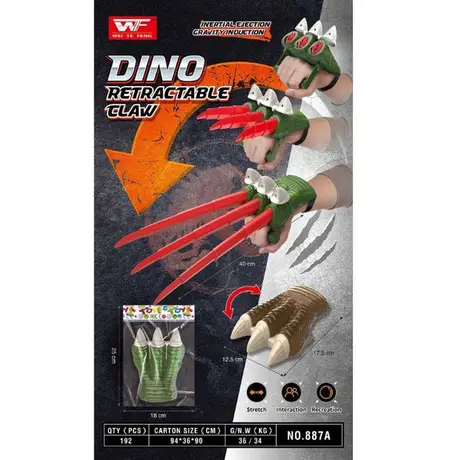 WF
WEI TE FENG
INERTIAL EJECTION
GRAVITY INDUCTION
DINO
RETRACTABLE
CLAW
40 cm
12.5 cm
17.5 cm
25 cm
18 cm
Stretch
Interaction
Recreation
QTY (PCS)
CARTON SIZE (CM)
G/N.W (KG)
NO.887A
192
94*36*90
36 / 34